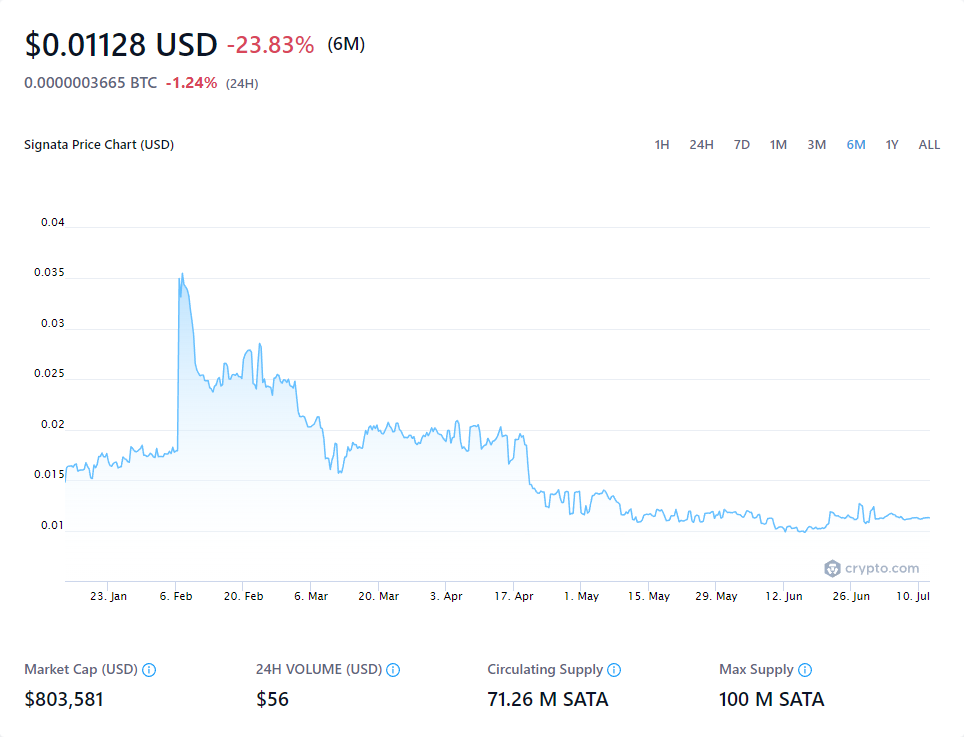 $0.01128 USD -23.83% (6M)
0.0000003665 BTC -1.24% (24H)
Signata Price Chart (USD) 1H 24H 7D 1M 3M 6M 1Y ALL
0.04
0.035
0.03
0.025
0.02
0.015
0.01
crypto.com
23. Jan 6. Feb 20. Feb 6. Mar 20. Mar 3. Apr 17. Apr 1. May 15. May 29. May 12. Jun 26. Jun 10. Jul
Market Cap (USD) 24H VOLUME (USD) Circulating Supply Max Supply
$803,581 $56 71.26 M SATA 100 M SATA